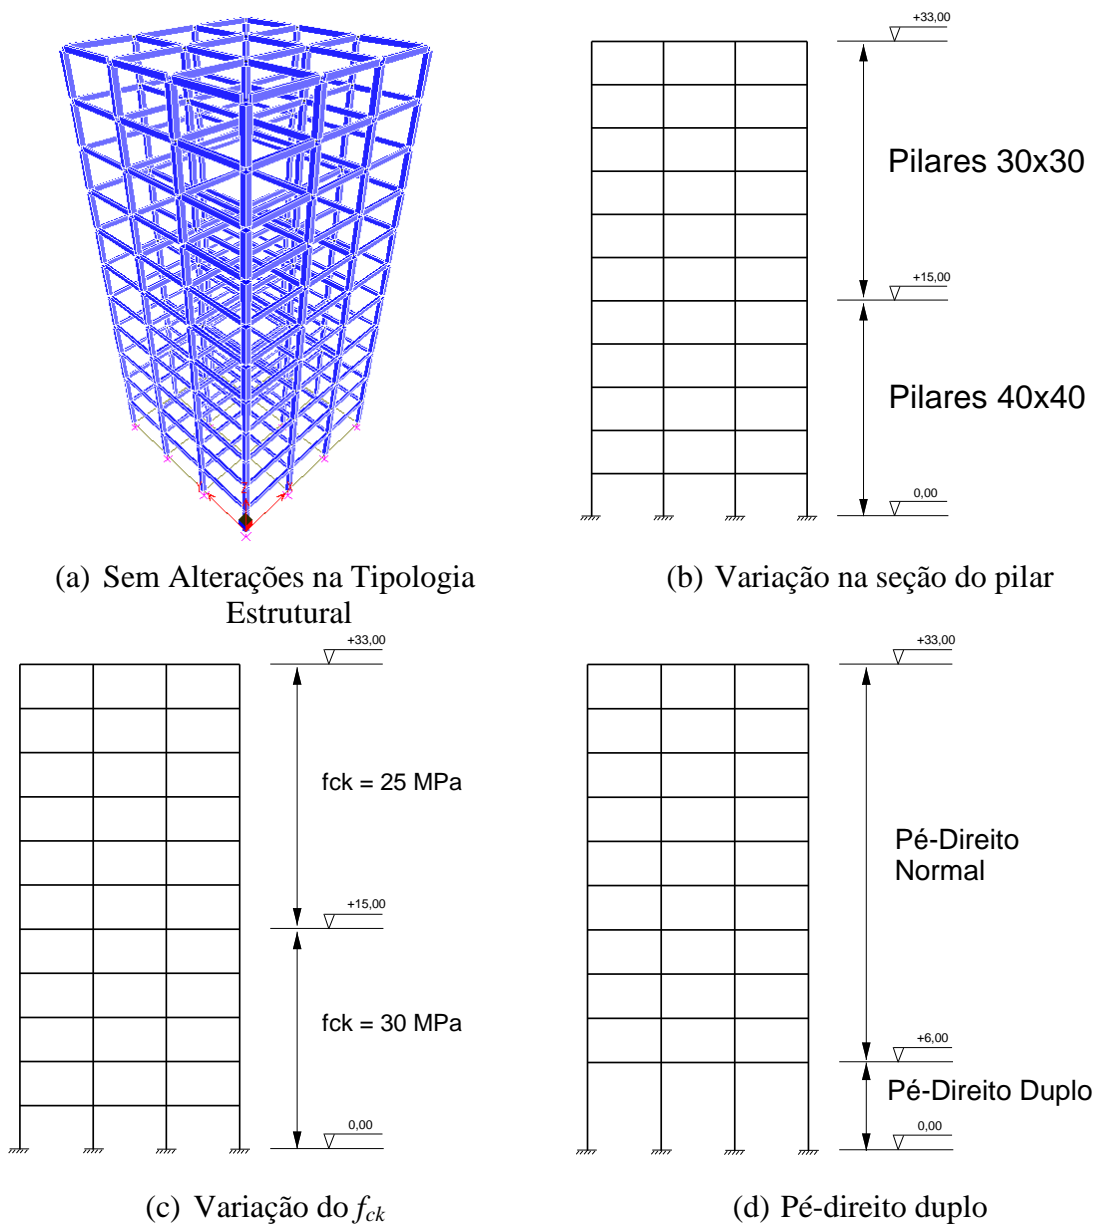 +33,00
Pilares 30x30
+15,00
Pilares 40x40
0,00
(a) Sem Alterações na Tipologia
Estrutural
(b) Variação na seção do pilar
+33,00
fck = 25 MPa
+15,00
fck = 30 MPa
0,00
+33,00
Pé-Direito
Normal
+6,00
Pé-Direito Duplo
0,00
(c) Variação do fck
(d) Pé-direito duplo